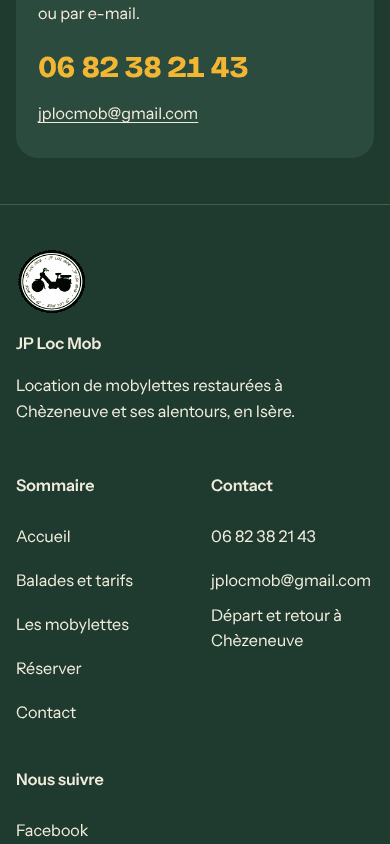 ou par e-mail.
06 82 38 21 43
jplocmob@gmail.com
JP Loc Mob
Location de mobylettes restaurées à
Chèzeneuve et ses alentours, en Isère.
Sommaire
Accueil
Balades et tarifs
Les mobylettes
Réserver
Contact
Contact
06 82 38 21 43
jplocmob@gmail.com
Départ et retour à
Chèzeneuve
Nous suivre
Facebook